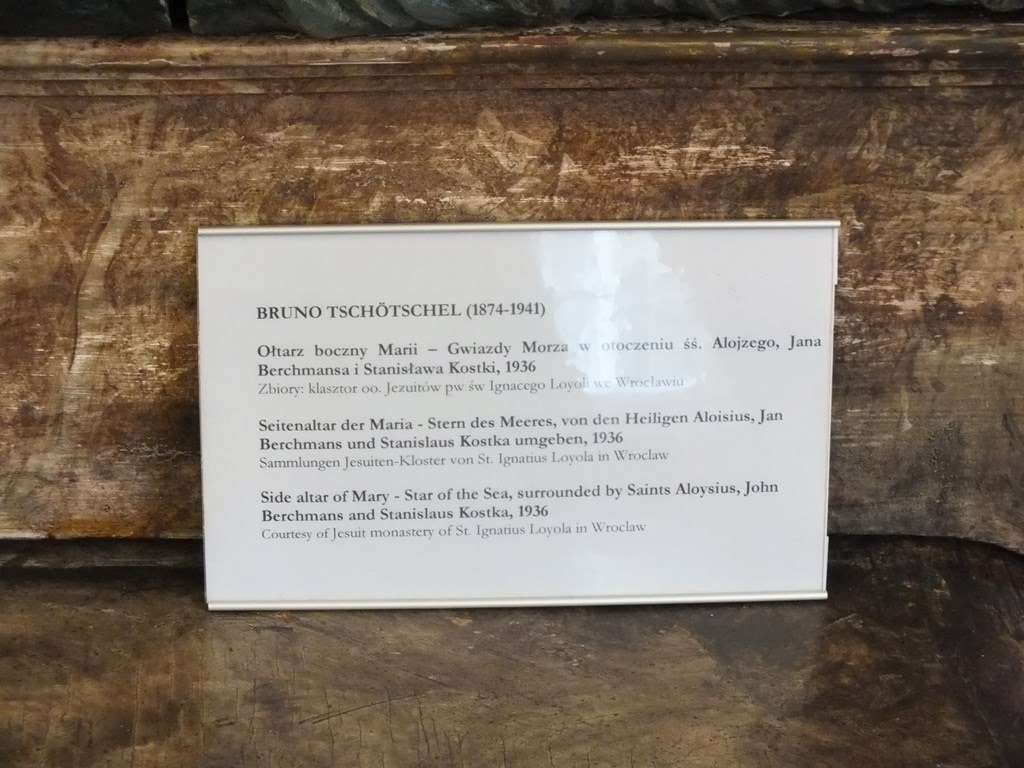 BRUNO TSCHÖTSCHEL (1874-1941)
Ołtarz boczny Marii – Gwiazdy Morza w otoczeniu śś. Alojzego, Jana
Berchmansa i Stanisława Kostki, 1936
Zbiory: klasztor oo. Jezuitów pw św Ignacego Loyoli we Wrocławiu
Seitenaltar der Maria - Stern des Meeres, von den Heiligen Aloisius, Jan
Berchmans und Stanislaus Kostka umgeben, 1936
Sammlungen Jesuiten-Kloster von St. Ignatius Loyola in Wroclaw
Side altar of Mary - Star of the Sea, surrounded by Saints Aloysius, John
Berchmans and Stanislaus Kostka, 1936
Courtesy of Jesuit monastery of St. Ignatius Loyola in Wroclaw